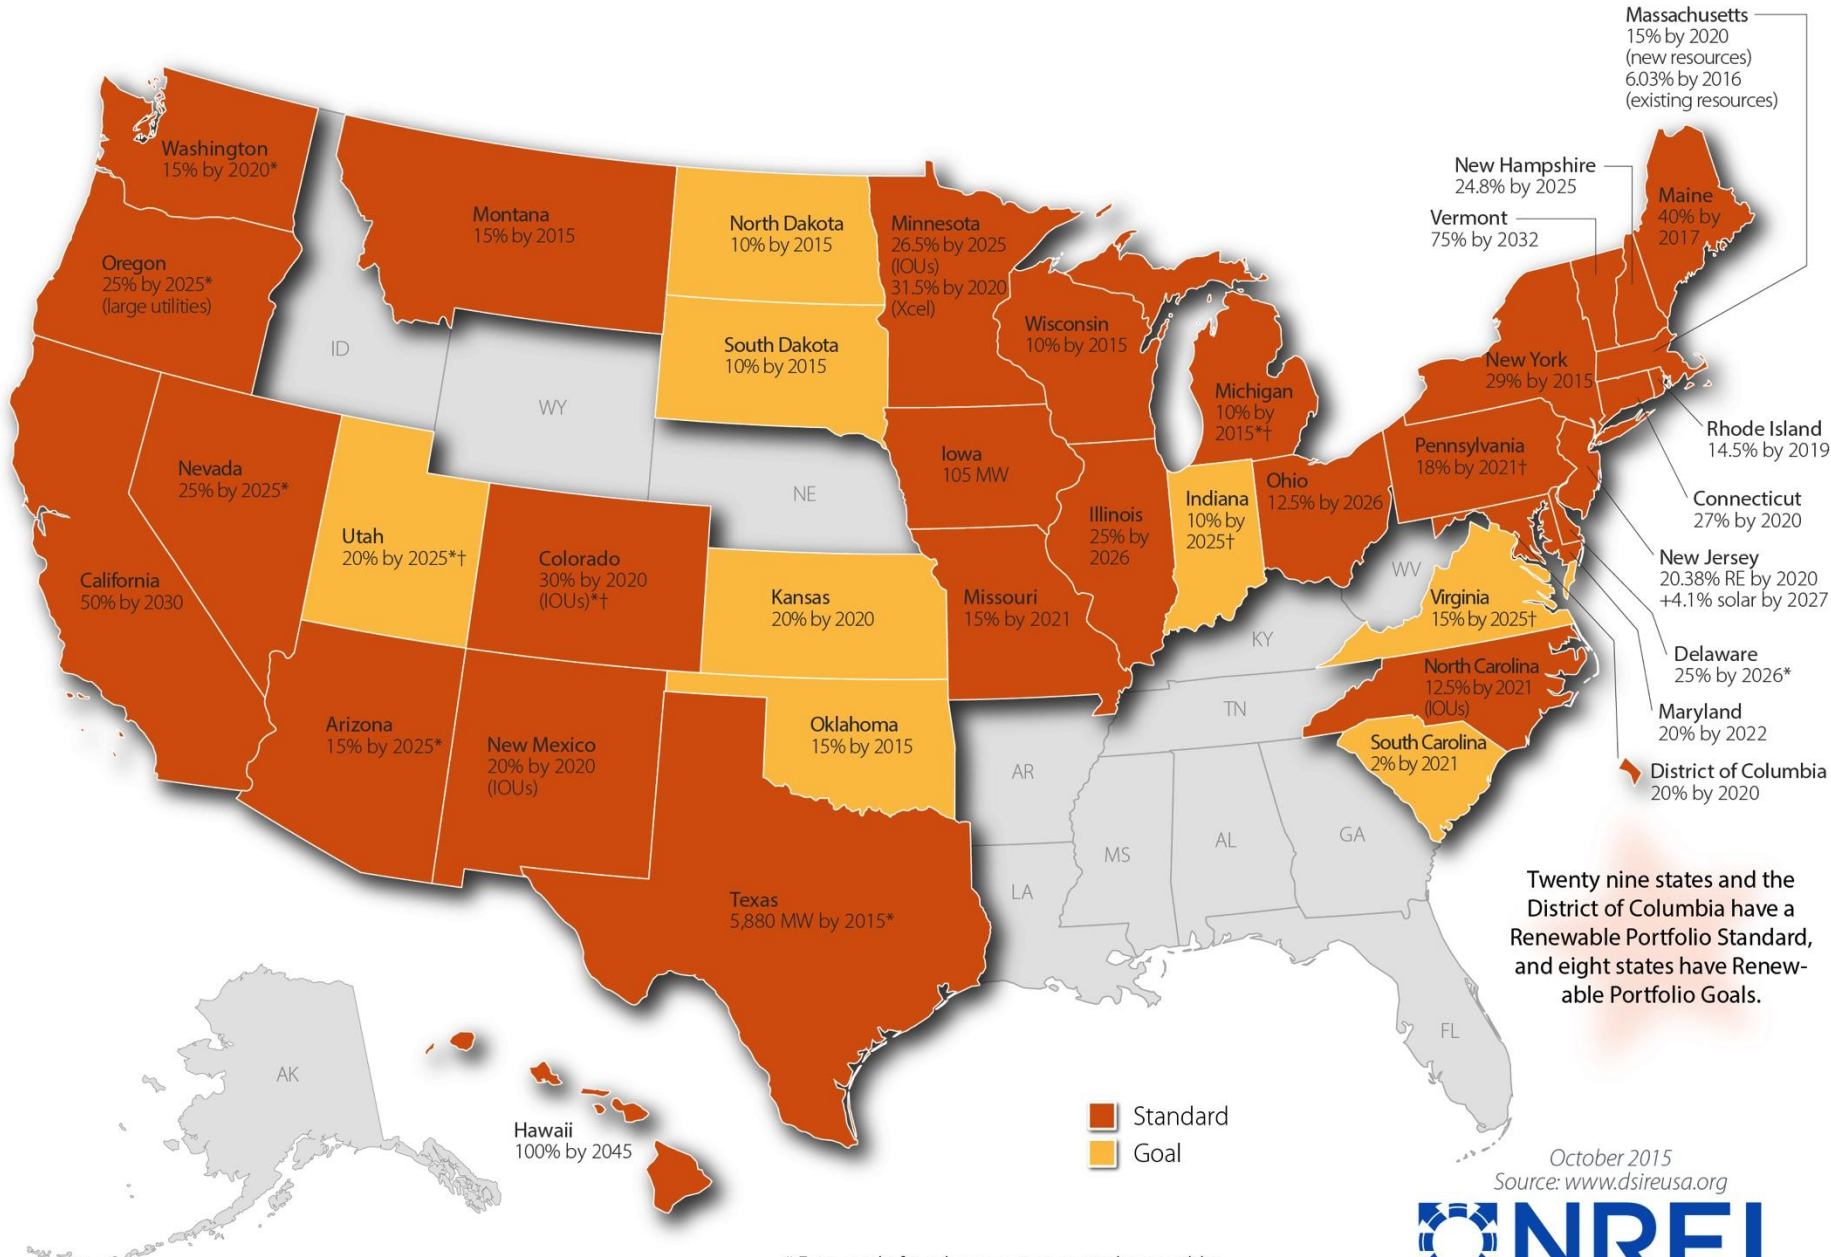 Massachusetts
15% by 2020
(new resources)
6.03% by 2016
(existing resources)
New Hampshire
24.8% by 2025
Vermont
75% by 2032
Maine
40% by
2017
Washington
15% by 2020*
Montana
15% by 2015
North Dakota
10% by 2015
Minnesota
26.5% by 2025
(IOUs)
31.5% by 2020
(Xcel)
Oregon
25% by 2025*
(large utilities)
ID
South Dakota
10% by 2015
Wisconsin
10% by 2015
Michigan
10% by
2015*†
New York
29% by 2015
WY
Rhode Island
14.5% by 2019
Nevada
25% by 2025*
NE
Iowa
105 MW
Pennsylvania
18% by 2021†
Connecticut
27% by 2020
Utah
20% by 2025*†
Colorado
30% by 2020
(IOUs)*†
Illinois
25% by
2026
Indiana
10% by
2025†
Ohio
12.5% by 2026
New Jersey
20.38% RE by 2020
+4.1% solar by 2027
California
50% by 2030
Kansas
20% by 2020
Missouri
15% by 2021
WV
KY
Virginia
15% by 2025†
Delaware
25% by 2026*
Arizona
15% by 2025*
New Mexico
20% by 2020
(IOUs)
Oklahoma
15% by 2015
TN
North Carolina
12.5% by 2021
(IOUs)
Maryland
20% by 2022
South Carolina
2% by 2021
District of Columbia
20% by 2020
AR
MS
AL
GA
LA
Texas
5,880 MW by 2015*
Twenty nine states and the
District of Columbia have a
Renewable Portfolio Standard,
and eight states have Renew-
able Portfolio Goals.
FL
AK
Hawaii
100% by 2045
Standard
Goal
October 2015
Source: www.dsireusa.org
NREL